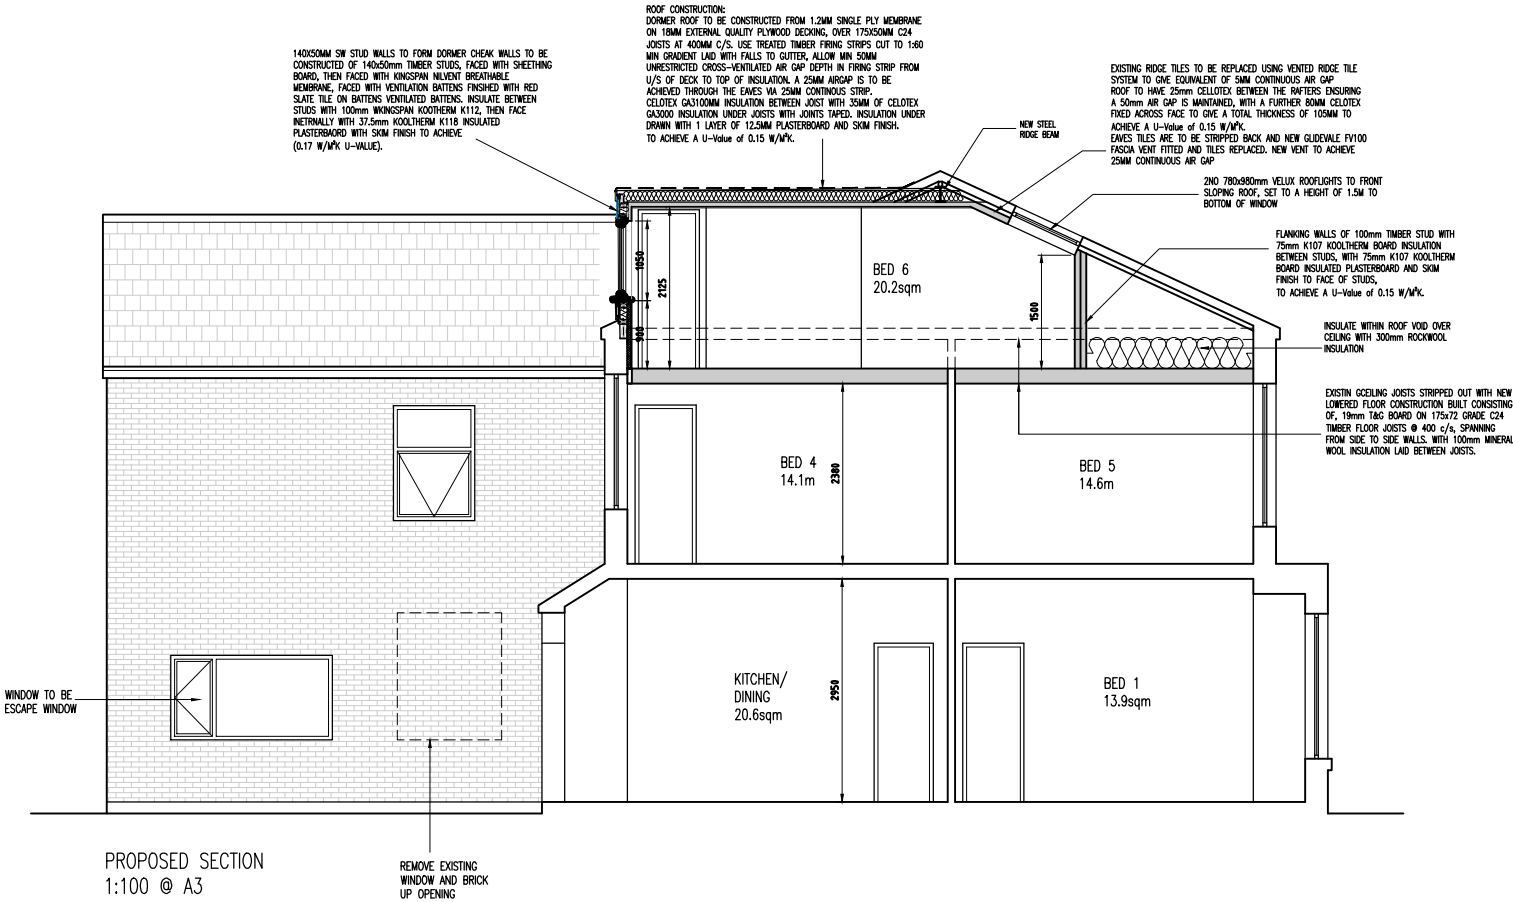 ROOF CONSTRUCTION:
DORMER ROOF TO BE CONSTRUCTED FROM 1.2MM SINGLE PLY MEMBRANE
ON 18MM EXTERNAL QUALITY PLYWOOD DECKING, OVER 175X50MM C24
JOISTS AT 400MM C/S. USE TREATED TIMBER FIRING STRIPS CUT TO 1:60
MIN GRADIENT LAID WITH FALLS TO GUTTER, ALLOW MIN 50MM
UNRESTRICTED CROSS-VENTILATED AIR GAP DEPTH IN FIRING STRIP FROM
U/S OF DECK TO TOP OF INSULATION. A 25MM AIRGAP IS TO BE
ACHIEVED THROUGH THE EAVES VIA 25MM CONTINOUS STRIP.
CELOTEX GA3100MM INSULATION BETWEEN JOIST WITH 35MM OF CELOTEX
GA3000 INSULATION UNDER JOISTS WITH JOINTS TAPED. INSULATION UNDER
DRAWN WITH 1 LAYER OF 12.5MM PLASTERBOARD AND SKIM FINISH.
TO ACHIEVE A U-Value of 0.15 W/M²K.
140X50MM SW STUD WALLS TO FORM DORMER CHEAK WALLS TO BE
CONSTRUCTED OF 140x50mm TIMBER STUDS, FACED WITH SHEETHING
BOARD, THEN FACED WITH KINGSPAN NILVENT BREATHABLE
MEMBRANE, FACED WITH VENTILATION BATTENS FINSIHED WITH RED
SLATE TILE ON BATTENS VENTILATED BATTENS. INSULATE BETWEEN
STUDS WITH 100mm WKINGSPAN KOOTHERM K112, THEN FACE
INETRNALLY WITH 37.5mm KOOLTHERM K118 INSULATED
PLASTERBAORD WITH SKIM FINISH TO ACHIEVE
(0.17 W/M²K U-VALUE).
EXISTING RIDGE TILES TO BE REPLACED USING VENTED RIDGE TILE
SYSTEM TO GIVE EQUIVALENT OF 5MM CONTINUOUS AIR GAP
ROOF TO HAVE 25mm CELLOTEX BETWEEN THE RAFTERS ENSURING
A 50mm AIR GAP IS MAINTAINED, WITH A FURTHER 80MM CELOTEX
FIXED ACROSS FACE TO GIVE A TOTAL THICKNESS OF 105MM TO
ACHIEVE A U-Value of 0.15 W/M²K.
EAVES TILES ARE TO BE STRIPPED BACK AND NEW GLIDEVALE FV100
FASCIA VENT FITTED AND TILES REPLACED. NEW VENT TO ACHIEVE
25MM CONTINUOUS AIR GAP
NEW STEEL
RIDGE BEAM
2NO 780x980mm VELUX ROOFLIGHTS TO FRONT
SLOPING ROOF, SET TO A HEIGHT OF 1.5M TO
BOTTOM OF WINDOW
FLANKING WALLS OF 100mm TIMBER STUD WITH
75mm K107 KOOLTHERM BOARD INSULATION
BETWEEN STUDS, WITH 75mm K107 KOOLTHERM
BOARD INSULATED PLASTERBOARD AND SKIM
FINISH TO FACE OF STUDS,
TO ACHIEVE A U-Value of 0.15 W/M²K.
INSULATE WITHIN ROOF VOID OVER
CEILING WITH 300mm ROCKWOOL
INSULATION
EXISTIN GCEILING JOISTS STRIPPED OUT WITH NEW
LOWERED FLOOR CONSTRUCTION BUILT CONSISTING
OF, 19mm T&G BOARD ON 175x72 GRADE C24
TIMBER FLOOR JOISTS @ 400 c/s, SPANNING
FROM SIDE TO SIDE WALLS. WITH 100mm MINERAL
WOOL INSULATION LAID BETWEEN JOISTS.
1050
900
2125
BED 6
20.2sqm
1500
BED 4
14.1m
2380
BED 5
14.6m
KITCHEN/
DINING
20.6sqm
2950
BED 1
13.9sqm
WINDOW TO BE
ESCAPE WINDOW
REMOVE EXISTING
WINDOW AND BRICK
UP OPENING
PROPOSED SECTION
1:100 @ A3